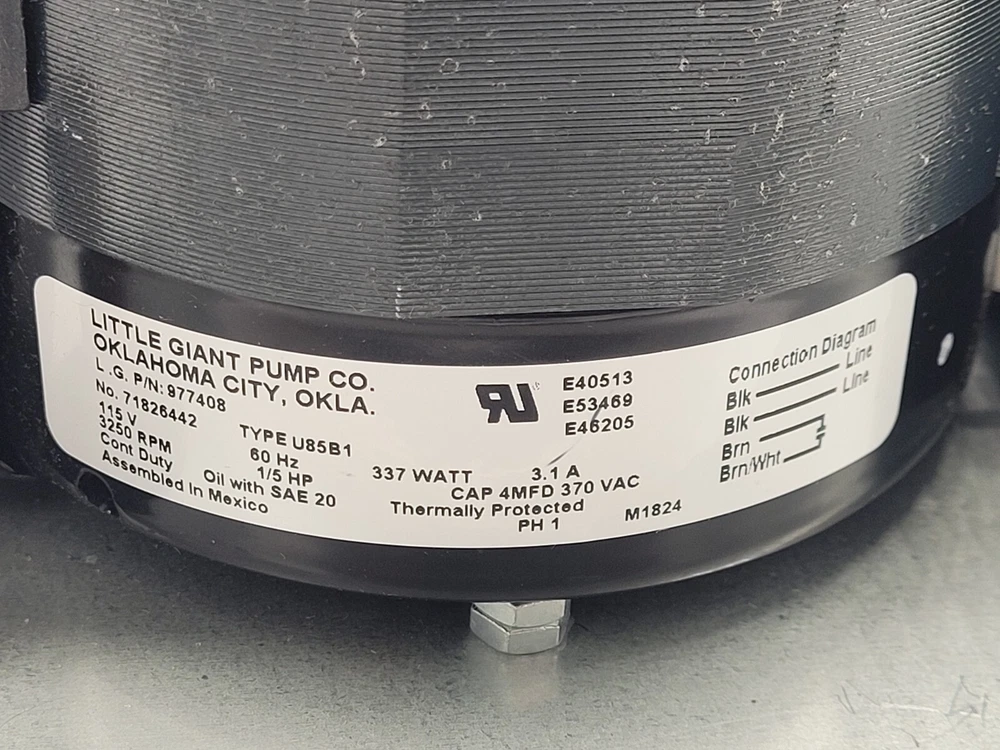 LITTLE GIANT PUMP CO.
OKLAHOMA CITY, OKLA.
L.G. P/N: 977408
No. 71826442
115 V TYPE U85B1
3250 RPM 60 Hz 337 WATT 3.1 A
Cont Duty 1/5 HP CAP 4MFD 370 VAC
Oil with SAE 20 Thermally Protected
Assembled In Mexico PH 1 M1824
RU®
E40513
E53469
E46205
Connection Diagram
Blk Line
Blk Line
Brn
Brn/Wht